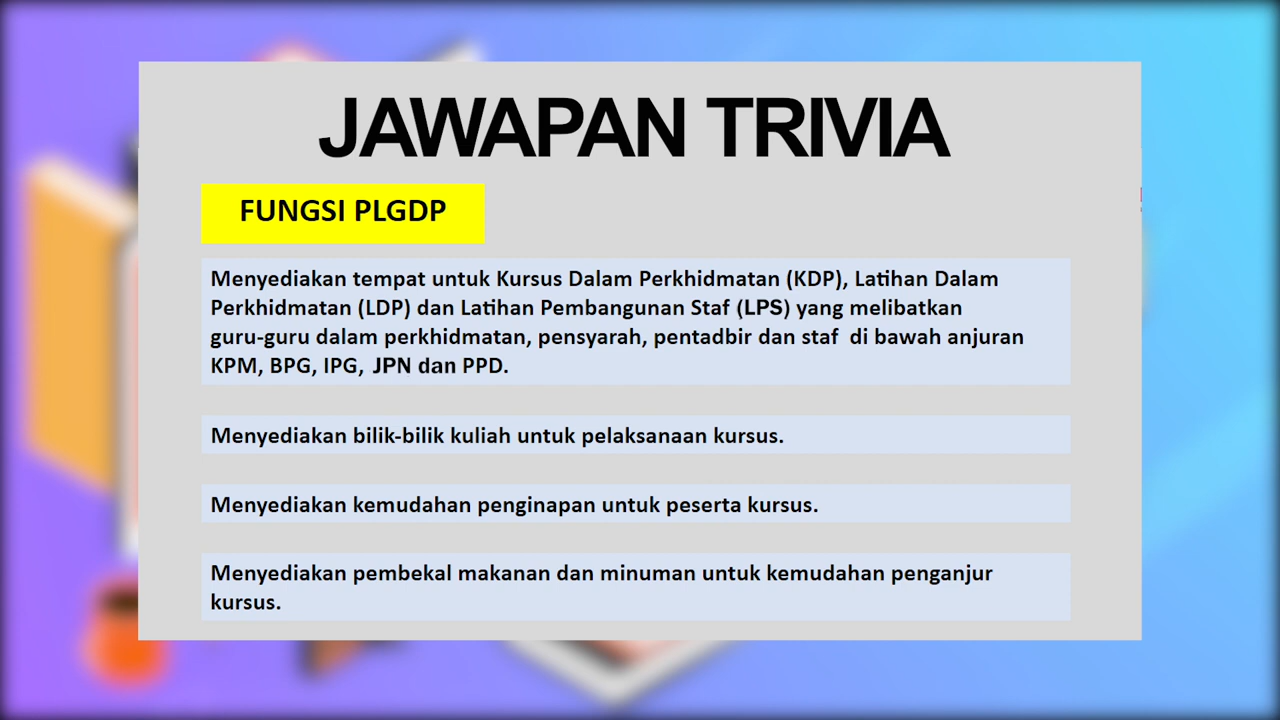 JAWAPAN TRIVIA
FUNGSI PLGDP
Menyediakan tempat untuk Kursus Dalam Perkhidmatan (KDP), Latihan Dalam
Perkhidmatan (LDP) dan Latihan Pembangunan Staf (LPS) yang melibatkan
guru-guru dalam perkhidmatan, pensyarah, pentadbir dan staf di bawah anjuran
KPM, BPG, IPG, JPN dan PPD.
Menyediakan bilik-bilik kuliah untuk pelaksanaan kursus.
Menyediakan kemudahan penginapan untuk peserta kursus.
Menyediakan pembekal makanan dan minuman untuk kemudahan penganjur
kursus.